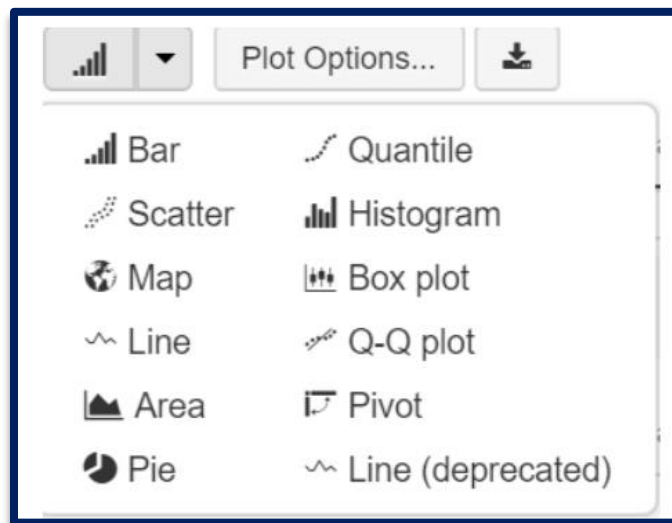 Plot Options...
Bar
Quantile
Scatter
Histogram
Map
Box plot
Line
Q-Q plot
Area
Pivot
Pie
Line (deprecated)